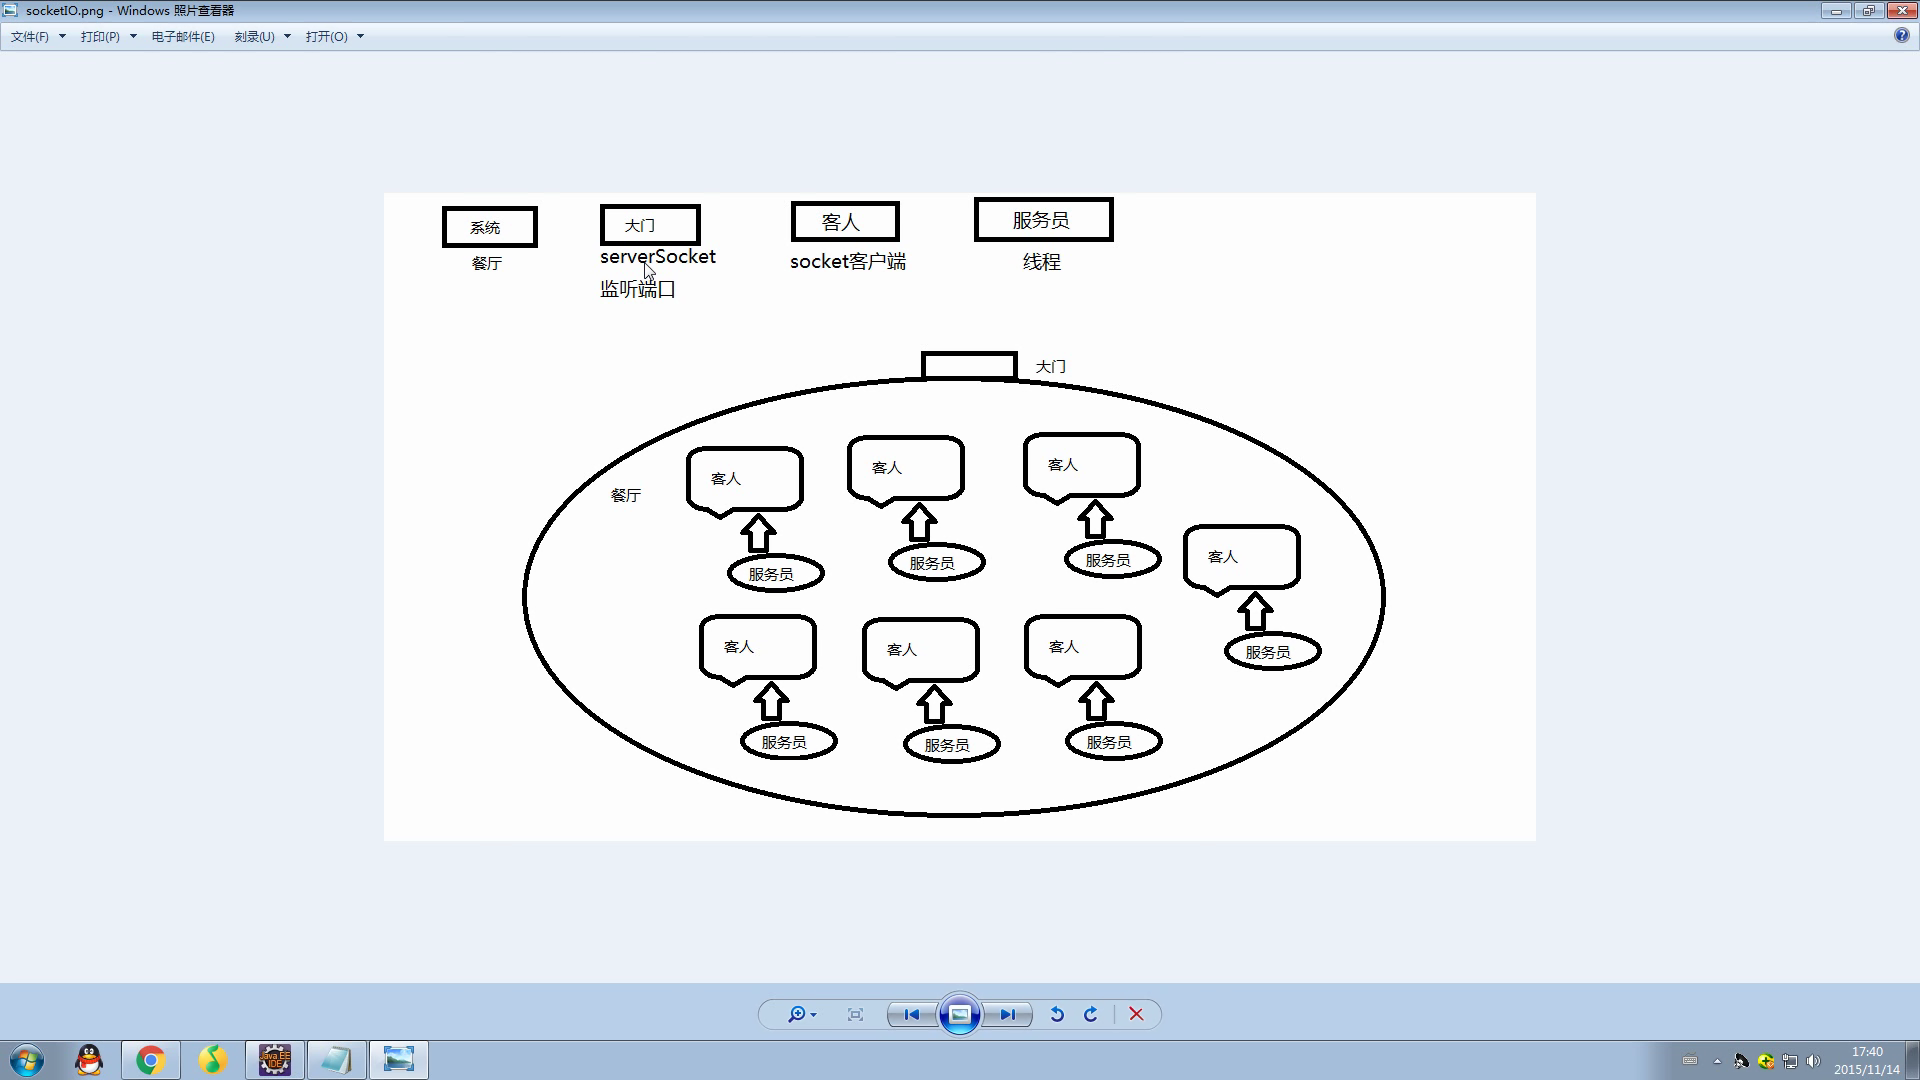 socketIO.png - Windows 照片查看器
文件(F) 打印(P) 电子邮件(E) 刻录(U) 打开(O)
系统 大门 客人 服务员
餐厅 serverSocket socket客户端 线程
监听端口
大门
客人 客人 客人
餐厅
客人
服务员 服务员 服务员
客人 客人 客人
服务员
服务员 服务员 服务员
Java EE
IDE
17:40
2015/11/14